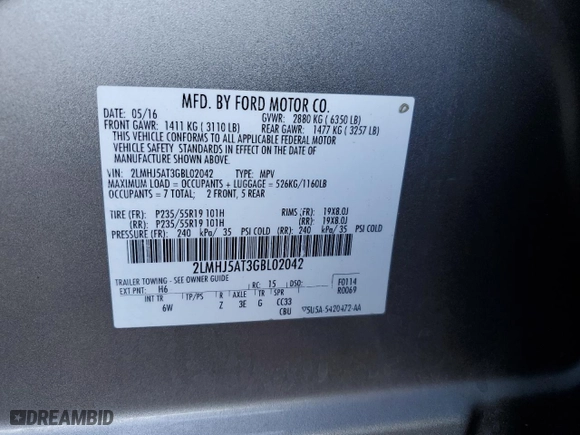 MFD. BY FORD MOTOR CO.
DATE: 05/16 GVWR: 2880 KG ( 6350 LB)
FRONT GAWR: 1411 KG ( 3110 LB) REAR GAWR: 1477 KG ( 3257 LB)
THIS VEHICLE CONFORMS TO ALL APPLICABLE FEDERAL MOTOR
VEHICLE SAFETY STANDARDS IN EFFECT ON THE DATE OF
MANUFACTURE SHOWN ABOVE.
VIN: 2LMHJ5AT3GBL02042 TYPE: MPV
MAXIMUM LOAD = OCCUPANTS + LUGGAGE = 526KG/1160LB
OCCUPANTS = 7 TOTAL: 2 FRONT, 5 REAR
TIRE (FR): P235/55R19 101H RIMS (FR): 19X8.0J
(RR): P235/55R19 101H (RR): 19X8.0J
PRESSURE (FR): 240 kPa/ 35 PSI COLD (RR): 240 kPa/ 35 PSI COLD
2LMHJ5AT3GBL02042
TRAILER TOWING - SEE OWNER GUIDE
EXT PNT: H6 RC: 15 DSO: F0114
R0069
INT TR TP/PS R AXLE TR SPR
6W Z 3E G CC33
CBU
5USA 5420472-AA
DREAMBID